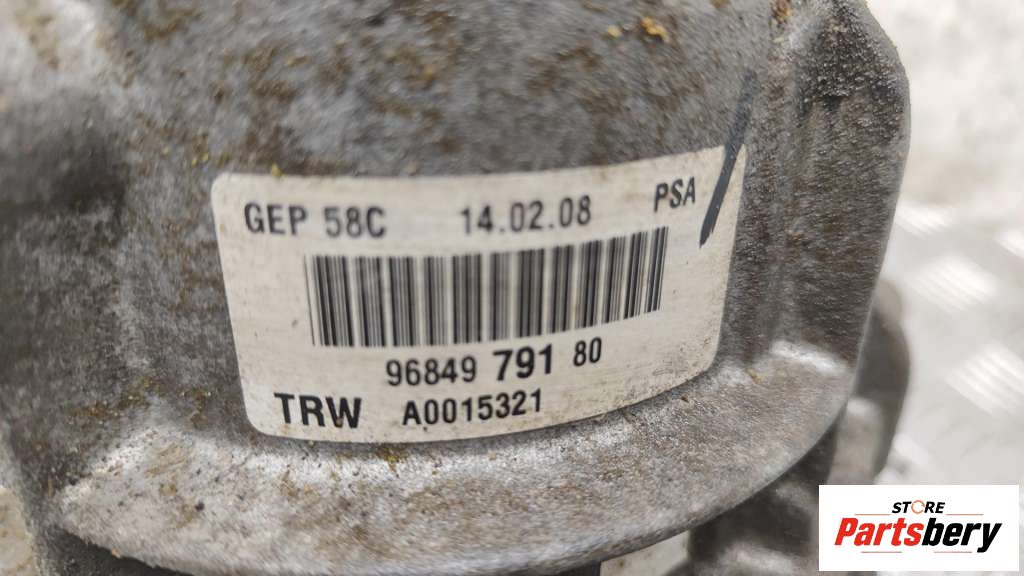 GEP 58C 14.02.08 PSA
96849 791 80
TRW A0015321
STORE
Partsbery